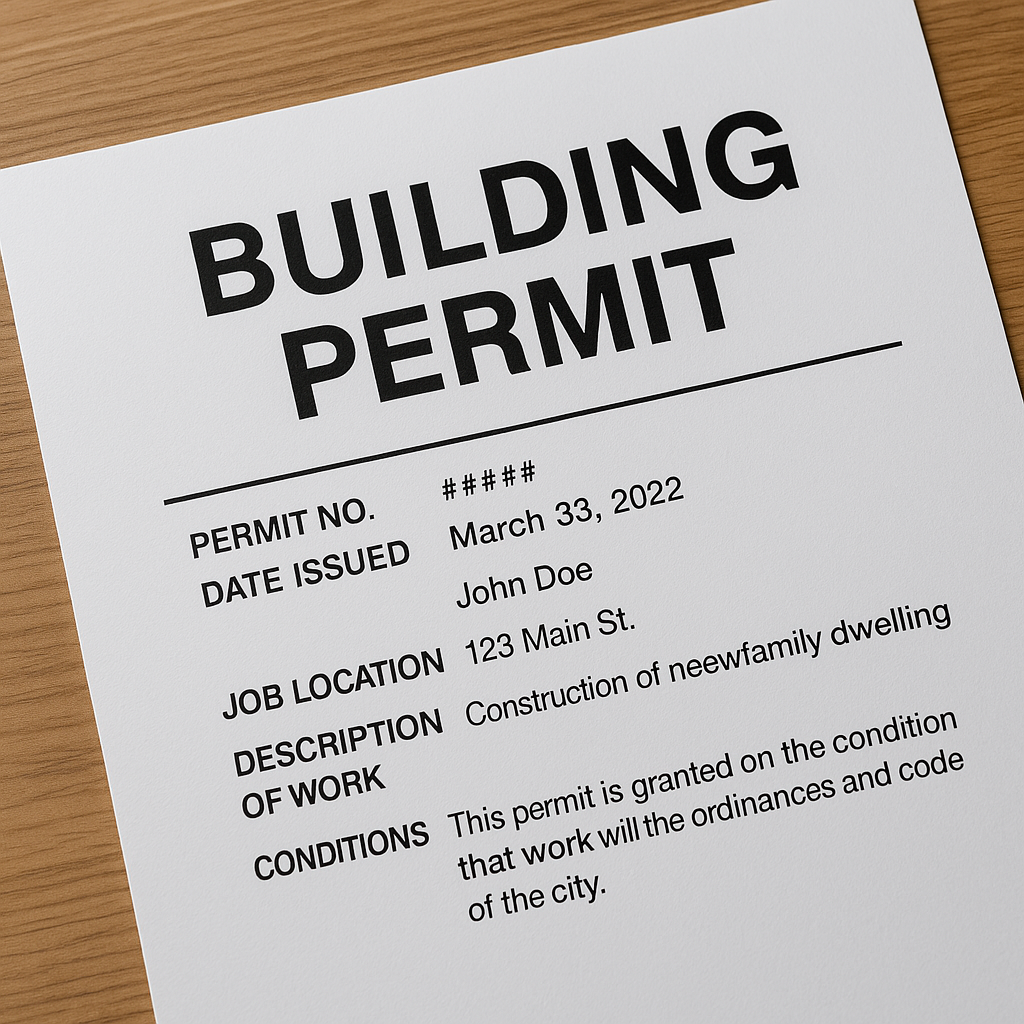 BUILDING
PERMIT
PERMIT NO. #####
DATE ISSUED March 33, 2022
John Doe
JOB LOCATION 123 Main St.
DESCRIPTION Construction of neewfamily dwelling
OF WORK
CONDITIONS This permit is granted on the condition
that work will the ordinances and code
of the city.